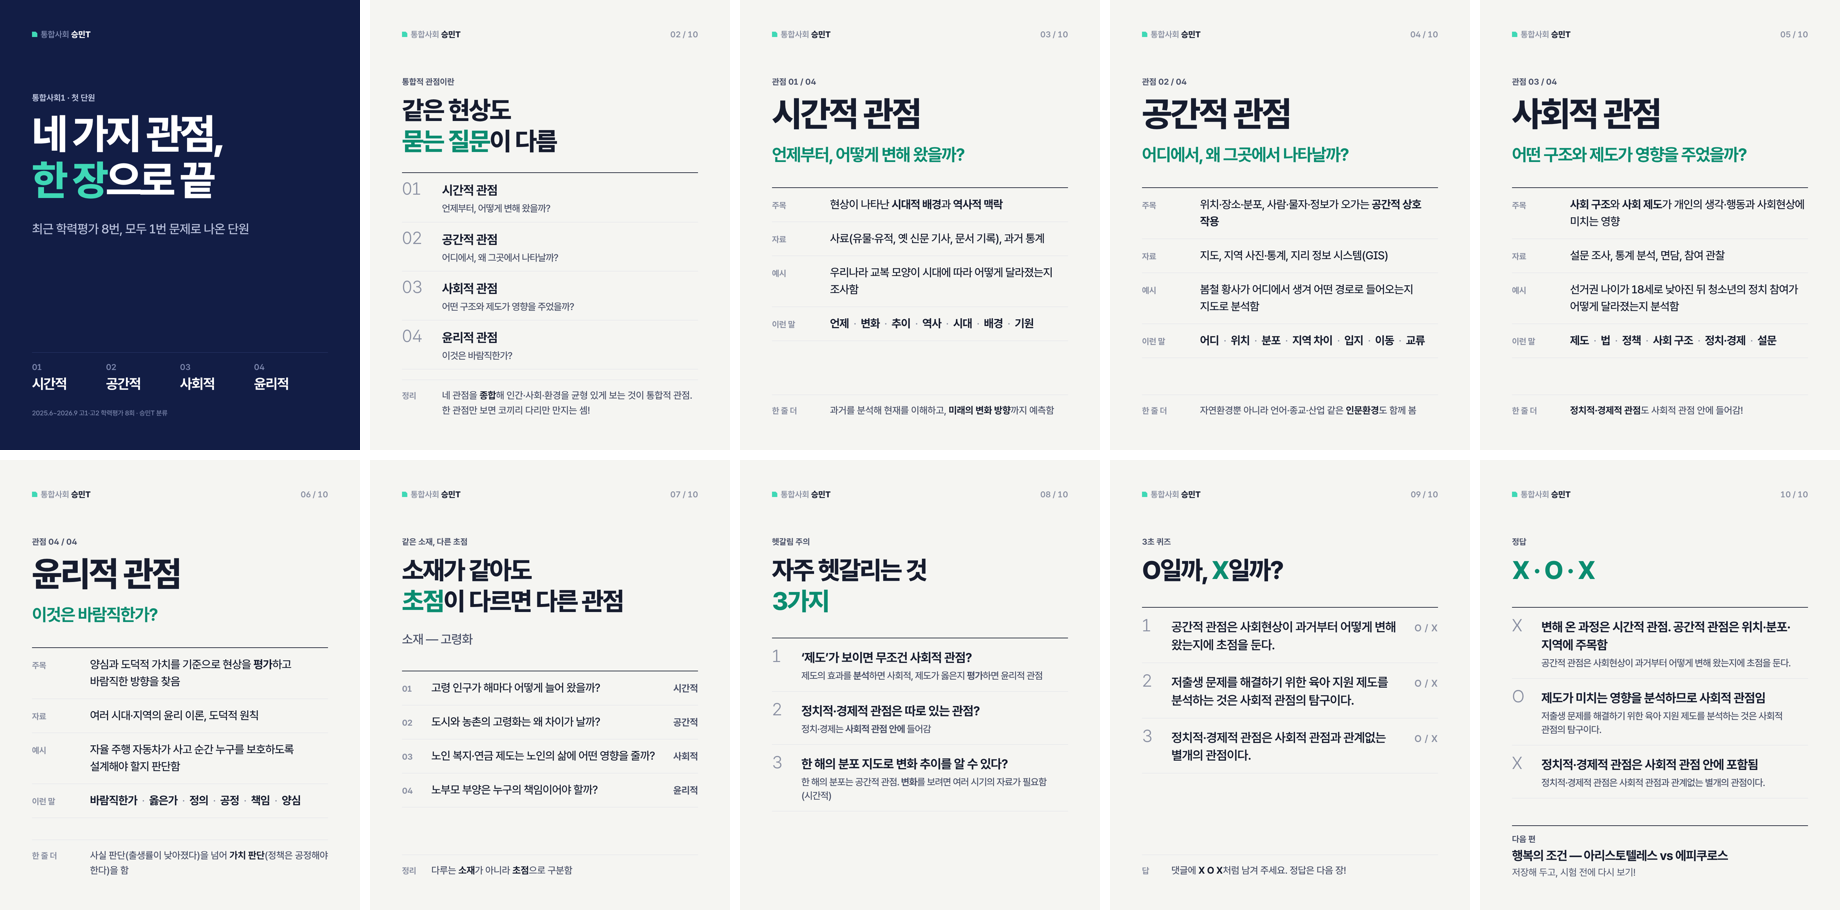 통합사회 승민T
통합사회1 · 첫 단원
네 가지 관점,
한 장으로 끝
최근 학력평가 8번, 모두 1번 문제로 나온 단원
01 02 03 04
시간적 공간적 사회적 윤리적
2025.6–2026.9 고1·고2 학력평가 8회 · 승민T 분류
통합사회 승민T 02 / 10
통합적 관점이란
같은 현상도
묻는 질문이 다름
01 시간적 관점
언제부터, 어떻게 변해 왔을까?
02 공간적 관점
어디에서, 왜 그곳에서 나타날까?
03 사회적 관점
어떤 구조와 제도가 영향을 주었을까?
04 윤리적 관점
이것은 바람직한가?
정리 네 관점을 종합해 인간·사회·환경을 균형 있게 보는 것이 통합적 관점.
한 관점만 보면 코끼리 다리만 만지는 셈!
통합사회 승민T 03 / 10
관점 01 / 04
시간적 관점
언제부터, 어떻게 변해 왔을까?
주목 현상이 나타난 시대적 배경과 역사적 맥락
자료 사료(유물·유적, 옛 신문 기사, 문서 기록), 과거 통계
예시 우리나라 교복 모양이 시대에 따라 어떻게 달라졌는지
조사함
이런 말 언제 · 변화 · 추이 · 역사 · 시대 · 배경 · 기원
한 줄 더 과거를 분석해 현재를 이해하고, 미래의 변화 방향까지 예측함
통합사회 승민T 04 / 10
관점 02 / 04
공간적 관점
어디에서, 왜 그곳에서 나타날까?
주목 위치·장소·분포, 사람·물자·정보가 오가는 공간적 상호
작용
자료 지도, 지역 사진·통계, 지리 정보 시스템(GIS)
예시 봄철 황사가 어디에서 생겨 어떤 경로로 들어오는지
지도로 분석함
이런 말 어디 · 위치 · 분포 · 지역 차이 · 입지 · 이동 · 교류
한 줄 더 자연환경뿐 아니라 언어·종교·산업 같은 인문환경도 함께 봄
통합사회 승민T 05 / 10
관점 03 / 04
사회적 관점
어떤 구조와 제도가 영향을 주었을까?
주목 사회 구조와 사회 제도가 개인의 생각·행동과 사회현상에
미치는 영향
자료 설문 조사, 통계 분석, 면담, 참여 관찰
예시 선거권 나이가 18세로 낮아진 뒤 청소년의 정치 참여가
어떻게 달라졌는지 분석함
이런 말 제도 · 법 · 정책 · 사회 구조 · 정치·경제 · 설문
한 줄 더 정치적·경제적 관점도 사회적 관점 안에 들어감!
통합사회 승민T 06 / 10
관점 04 / 04
윤리적 관점
이것은 바람직한가?
주목 양심과 도덕적 가치를 기준으로 현상을 평가하고
바람직한 방향을 찾음
자료 여러 시대·지역의 윤리 이론, 도덕적 원칙
예시 자율 주행 자동차가 사고 순간 누구를 보호하도록
설계해야 할지 판단함
이런 말 바람직한가 · 옳은가 · 정의 · 공정 · 책임 · 양심
한 줄 더 사실 판단(출생률이 낮아졌다)을 넘어 가치 판단(정책은 공정해야
한다)을 함
통합사회 승민T 07 / 10
같은 소재, 다른 초점
소재가 같아도
초점이 다르면 다른 관점
소재 — 고령화
01 고령 인구가 해마다 어떻게 늘어 왔을까? 시간적
02 도시와 농촌의 고령화는 왜 차이가 날까? 공간적
03 노인 복지·연금 제도는 노인의 삶에 어떤 영향을 줄까? 사회적
04 노부모 부양은 누구의 책임이어야 할까? 윤리적
정리 다루는 소재가 아니라 초점으로 구분함
통합사회 승민T 08 / 10
헷갈림 주의
자주 헷갈리는 것
3가지
1 ‘제도’가 보이면 무조건 사회적 관점?
제도의 효과를 분석하면 사회적, 제도가 옳은지 평가하면 윤리적 관점
2 정치적·경제적 관점은 따로 있는 관점?
정치·경제는 사회적 관점 안에 들어감
3 한 해의 분포 지도로 변화 추이를 알 수 있다?
한 해의 분포는 공간적 관점. 변화를 보려면 여러 시기의 자료가 필요함
(시간적)
통합사회 승민T 09 / 10
3초 퀴즈
O일까, X일까?
1 공간적 관점은 사회현상이 과거부터 어떻게 변해 O / X
왔는지에 초점을 둔다.
2 저출생 문제를 해결하기 위한 육아 지원 제도를 O / X
분석하는 것은 사회적 관점의 탐구이다.
3 정치적·경제적 관점은 사회적 관점과 관계없는 O / X
별개의 관점이다.
답 댓글에 X O X처럼 남겨 주세요. 정답은 다음 장!
통합사회 승민T 10 / 10
정답
X · O · X
X 변해 온 과정은 시간적 관점. 공간적 관점은 위치·분포·
지역에 주목함
공간적 관점은 사회현상이 과거부터 어떻게 변해 왔는지에 초점을 둔다.
O 제도가 미치는 영향을 분석하므로 사회적 관점임
저출생 문제를 해결하기 위한 육아 지원 제도를 분석하는 것은 사회적
관점의 탐구이다.
X 정치적·경제적 관점은 사회적 관점 안에 포함됨
정치적·경제적 관점은 사회적 관점과 관계없는 별개의 관점이다.
다음 편
행복의 조건 — 아리스토텔레스 vs 에피쿠로스
저장해 두고, 시험 전에 다시 보기!